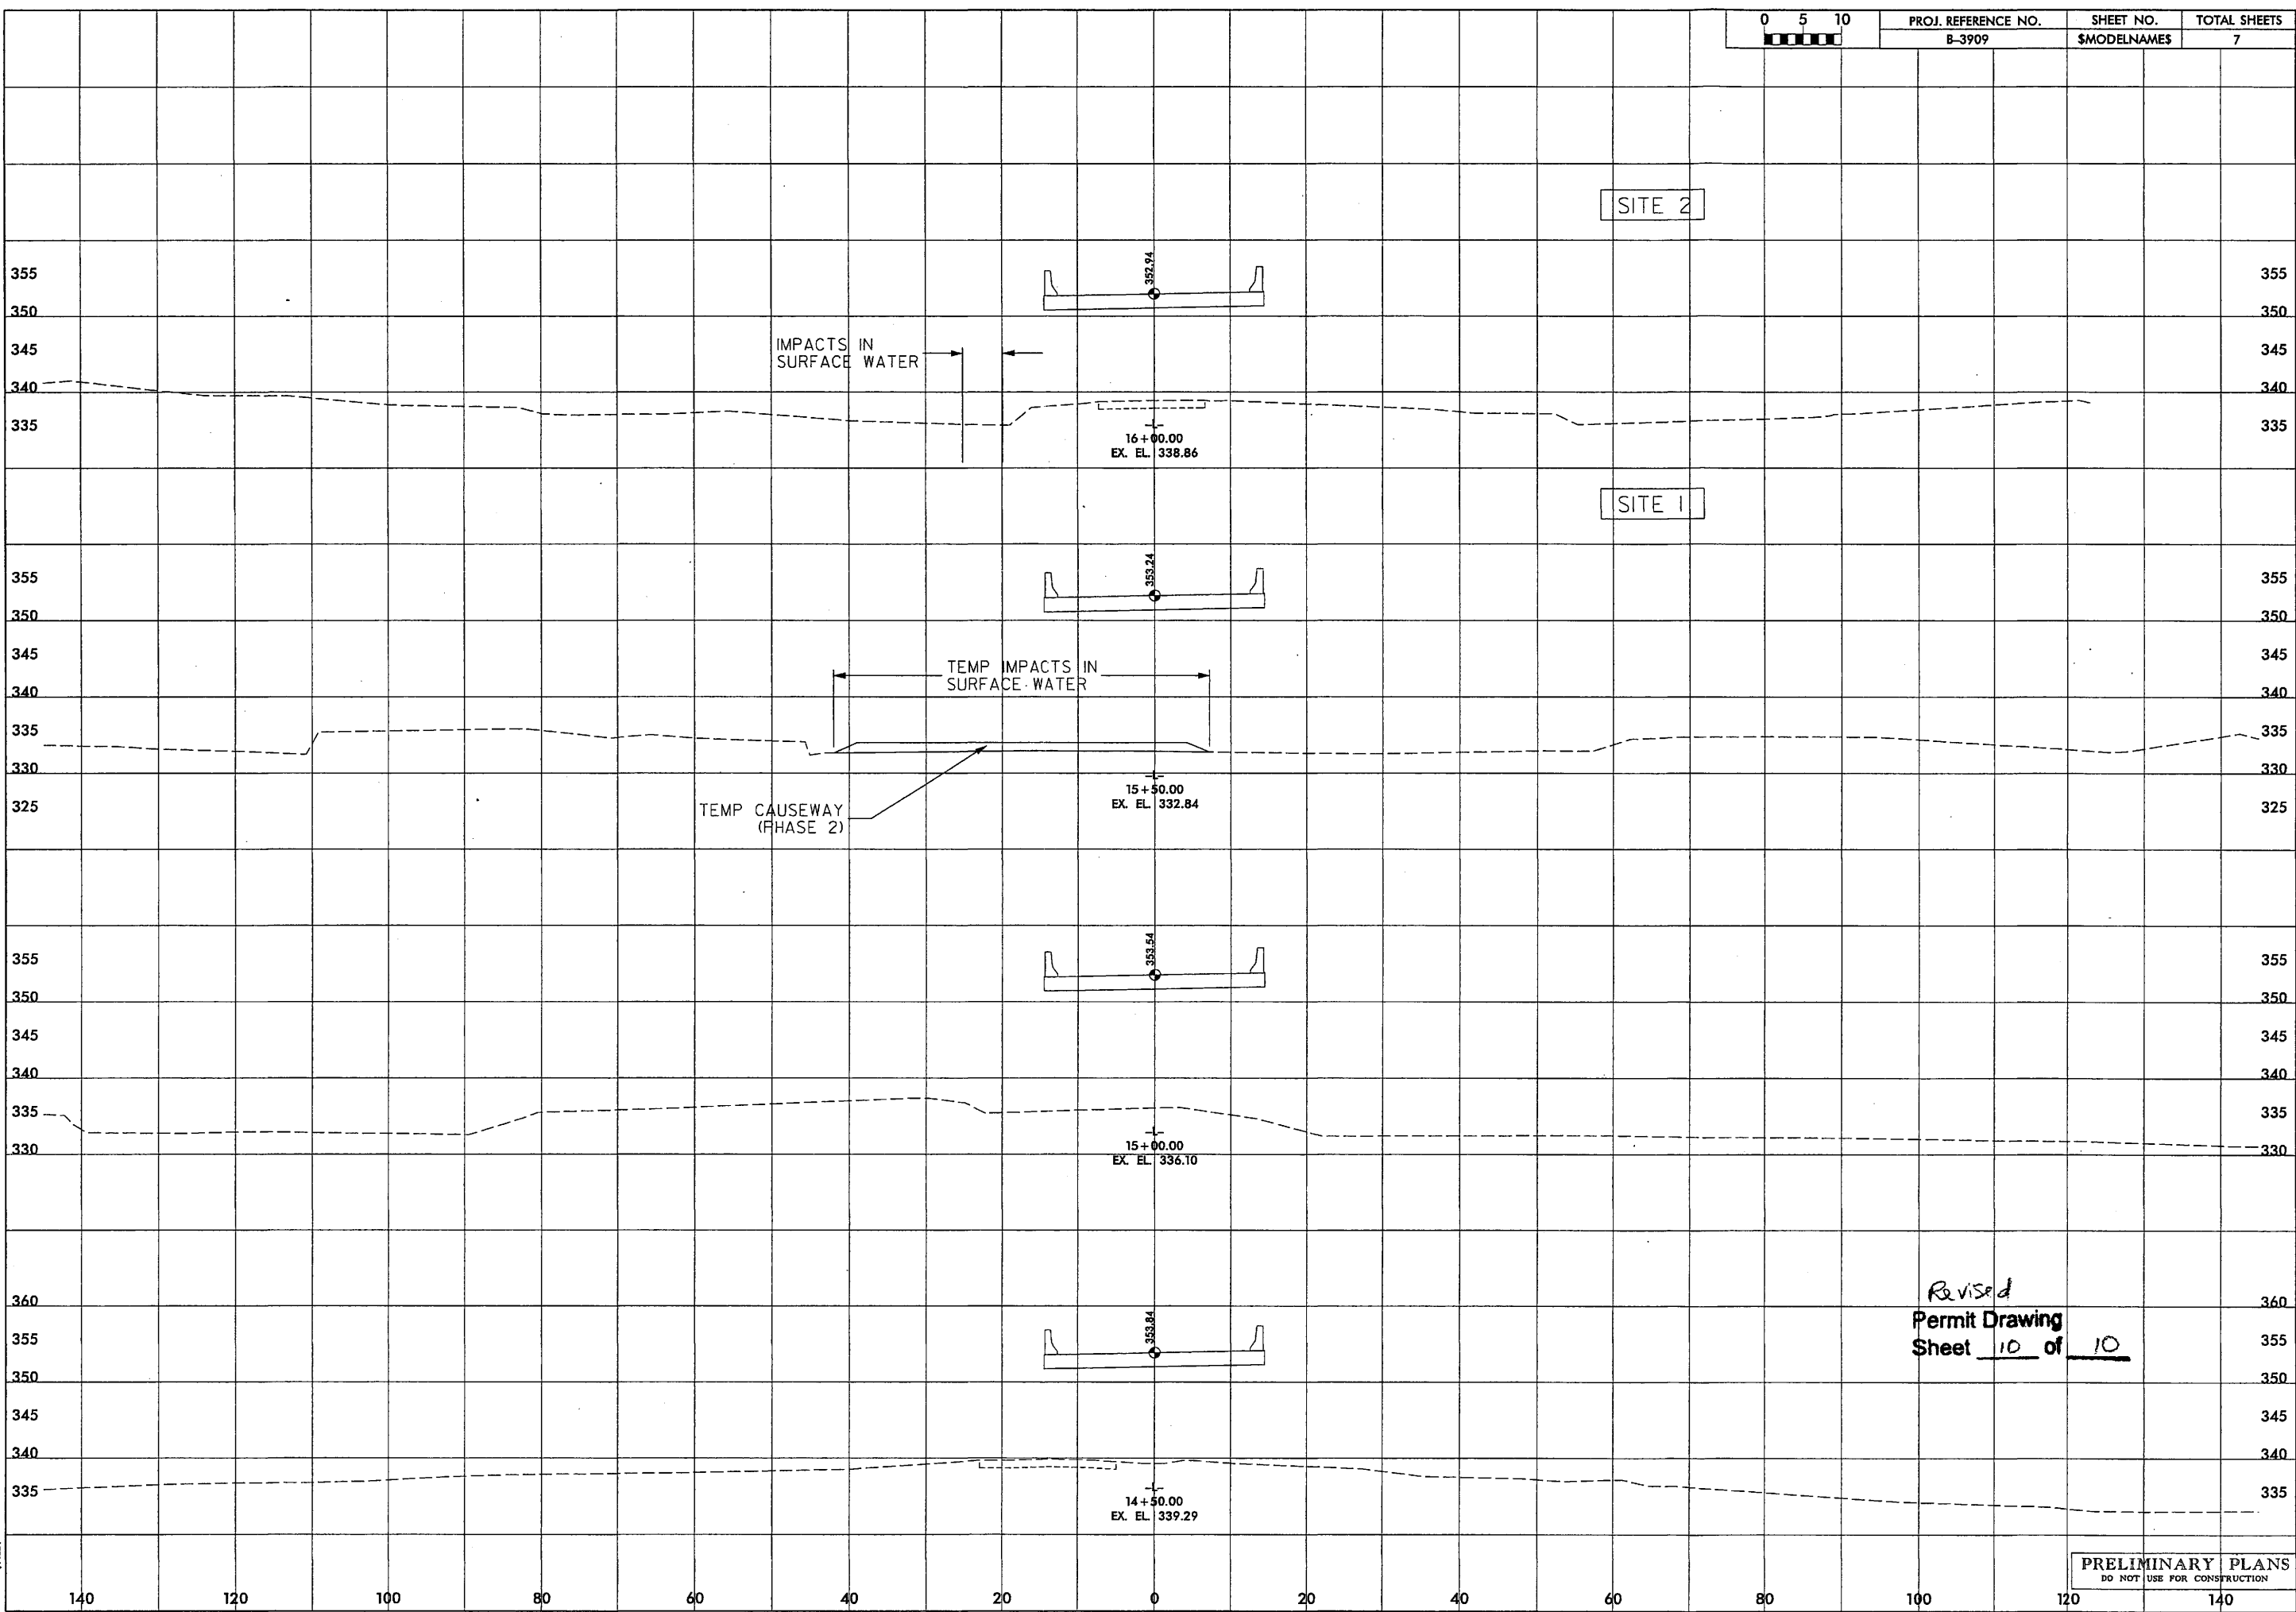 0 5 10
PROJ. REFERENCE NO. SHEET NO. TOTAL SHEETS
B-3909 $MODELNAME$ 7
SITE 2
352.94
355 355
350 350
IMPACTS IN
SURFACE WATER
345 345
340 340
335 335
-L-
16+00.00
EX. EL. 338.86
SITE 1
353.24
355 355
350 350
345 345
TEMP IMPACTS IN
SURFACE WATER
340 340
335 335
330 330
-L-
15+50.00
EX. EL. 332.84
325 325
TEMP CAUSEWAY
(PHASE 2)
353.54
355 355
350 350
345 345
340 340
335 335
-L-
15+00.00
330 330
EX. EL. 336.10
Revised
Permit Drawing
Sheet 10 of 10
360 360
353.84
355 355
350 350
345 345
340 340
335 335
-L-
14+50.00
EX. EL. 339.29
PRELIMINARY PLANS
DO NOT USE FOR CONSTRUCTION
140 120 100 80 60 40 20 0 20 40 60 80 100 120 140